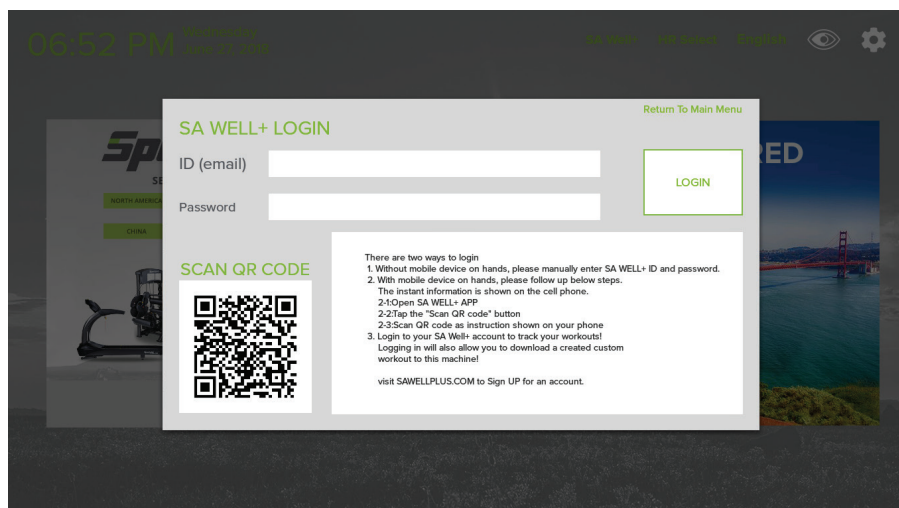 06:52 PM
Wednesday
SA Well+ English
Return To Main Menu
SA WELL+ LOGIN
ID (email)
LOGIN
Password
NORTH AMERICA
CHINA
SCAN QR CODE
There are two ways to login
1. Without mobile device on hands, please manually enter SA WELL+ ID and password.
2. With mobile device on hands, please follow up below steps.
The instant information is shown on the cell phone.
2-1:Open SA WELL+ APP
2-2:Tap the "Scan QR code" button
2-3:Scan QR code as instruction shown on your phone
3. Login to your SA Well+ account to track your workouts!
Logging in will also allow you to download a created custom
workout to this machine!
visit SAWELLPLUS.COM to Sign UP for an account.